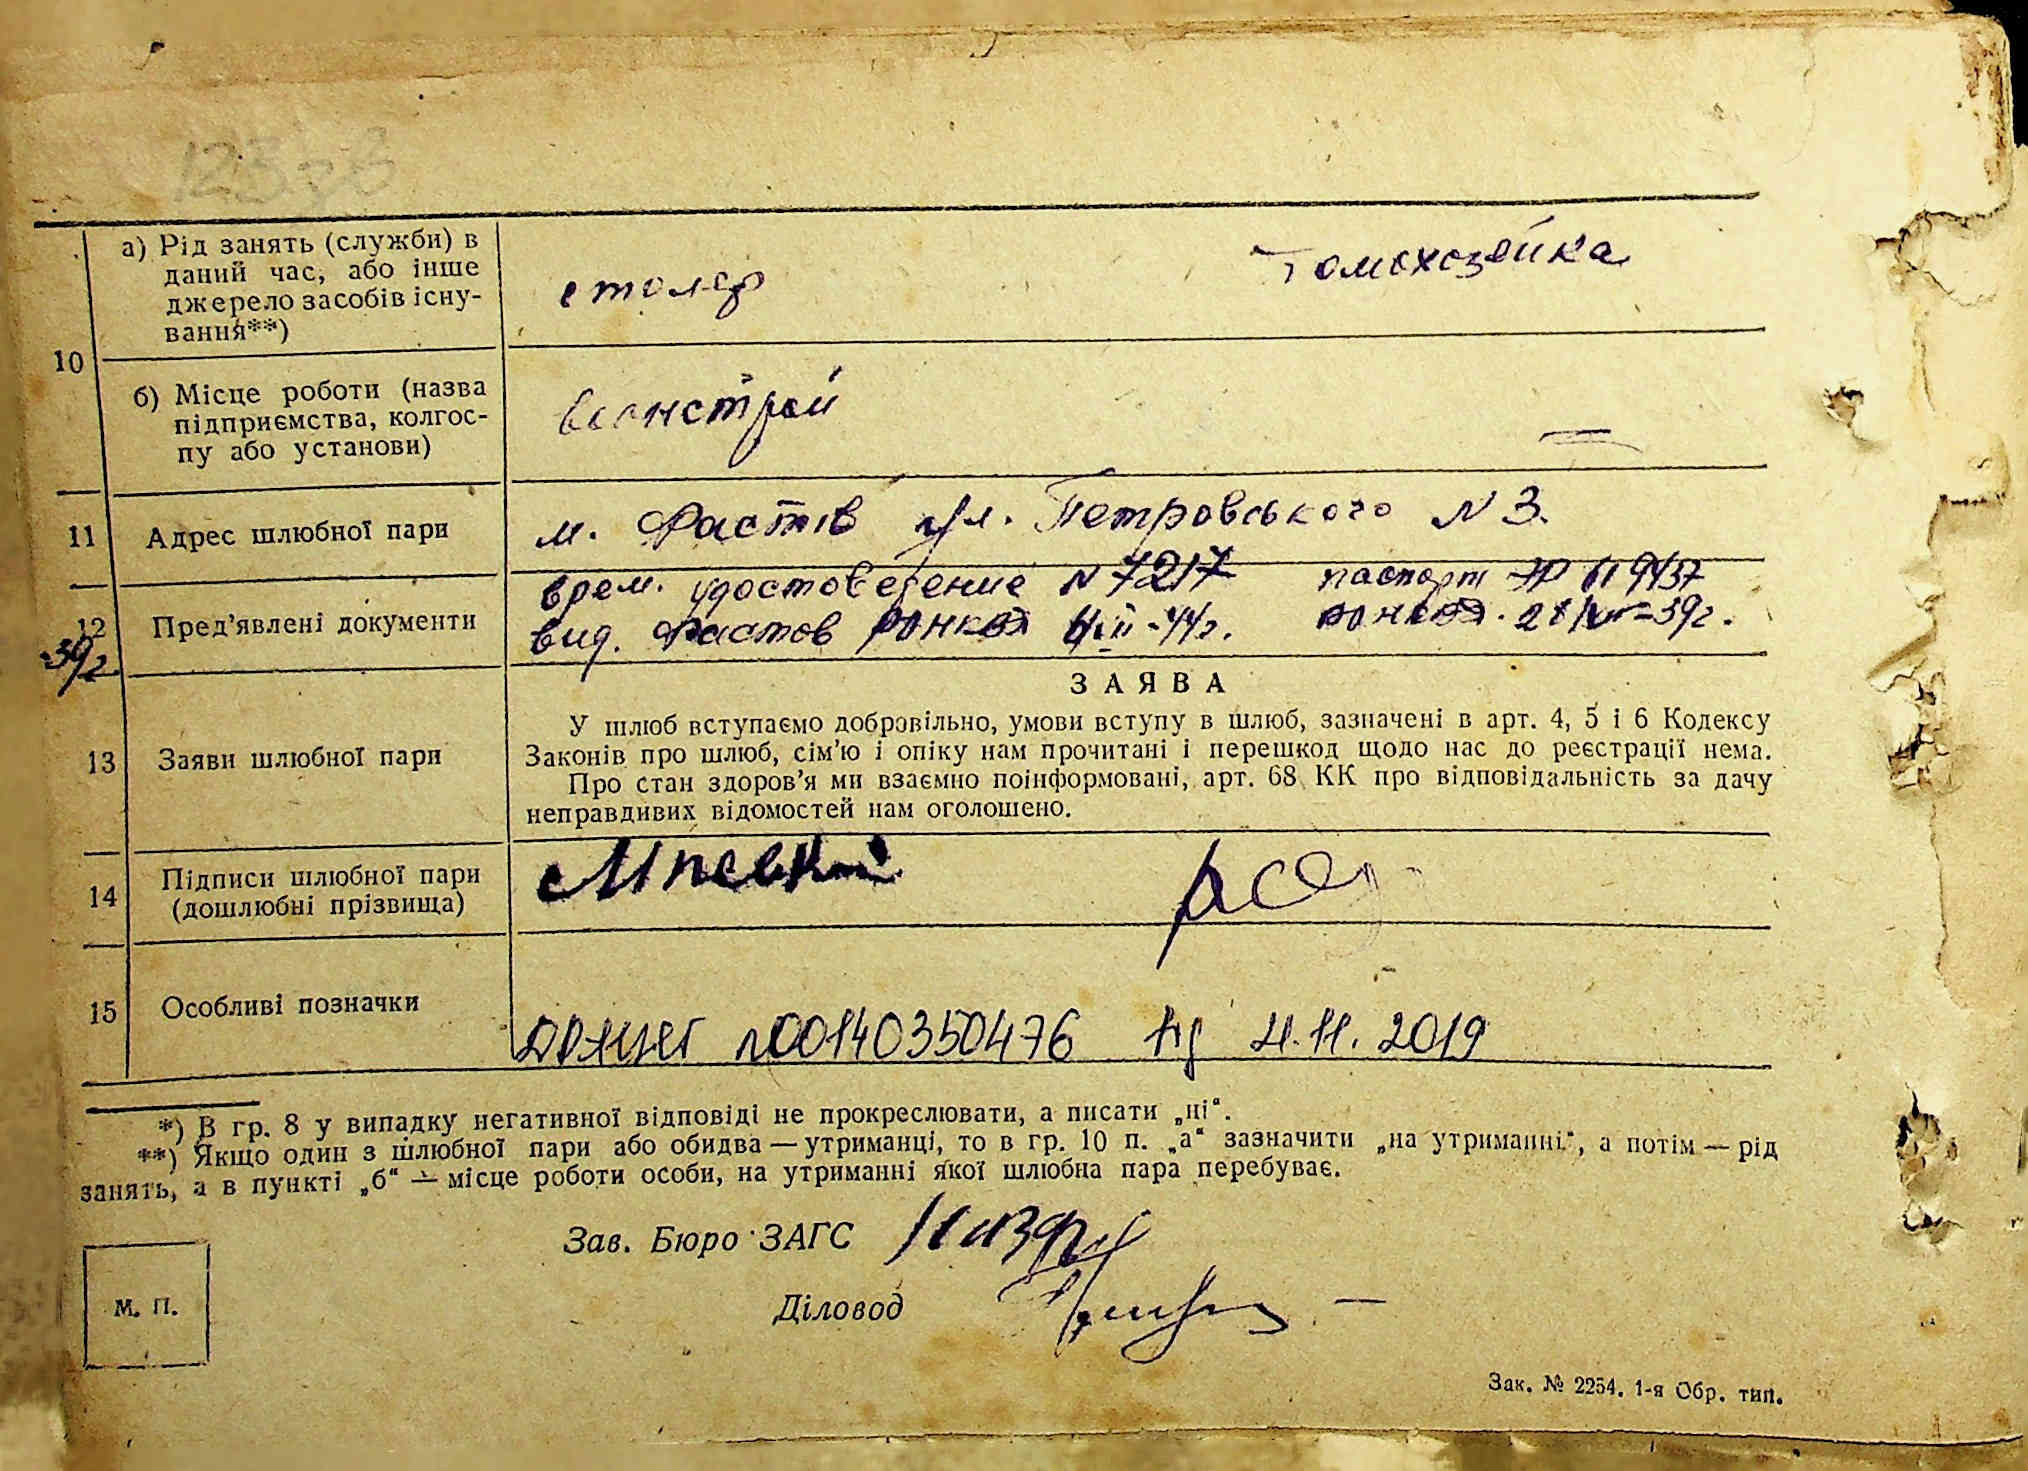 а) Рід занять (служби) в
даний час, або інше
джерело засобів існу-
вання**)
столяр
домохозяйка
10
б) Місце роботи (назва
підприємства, колгос-
пу або установи)
11
Адрес шлюбної пари
м. Фастів ул. Петровського N 3.
12
Пред'явлені документи
врем. удостоведение N 7217
паспорт
вид. Фастов
39г
ЗАЯВА
13
Заяви шлюбної пари
У шлюб вступаємо добровільно, умови вступу в шлюб, зазначені в арт. 4, 5 і 6 Кодексу
Законів про шлюб, сім'ю і опіку нам прочитані і перешкод щодо нас до реєстрації нема.
Про стан здоров'я ми взаємно поінформовані, арт. 68 КК про відповідальність за дачу
неправдивих відомостей нам оголошено.
14
Підписи шлюбної пари
(дошлюбні прізвища)
15
Особливі позначки
ДРАЦСГ n00140350476 від 21.11.2019
*) В гр. 8 у випадку негативної відповіді не прокреслювати, а писати „ні“.
**) Якщо один з шлюбної пари або обидва — утриманці, то в гр. 10 п. „а“ зазначити „на утриманні“, а потім — рід
занять, а в пункті „б“ — місце роботи особи, на утриманні якої шлюбна пара перебуває.
Зав. Бюро ЗАГС
Діловод
М. П.
Зак. № 2254. 1-я Обр. тип.